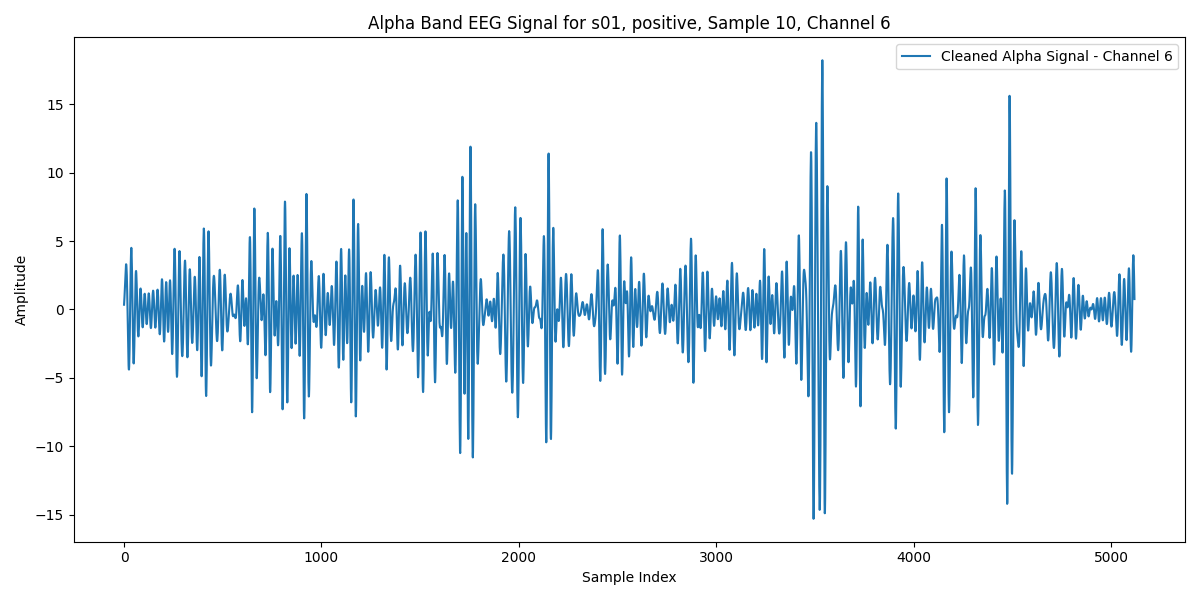 Alpha Band EEG Signal for s01, positive, Sample 10, Channel 6
Cleaned Alpha Signal - Channel 6
Amplitude
15
10
5
0
−5
−10
−15
0 1000 2000 3000 4000 5000
Sample Index